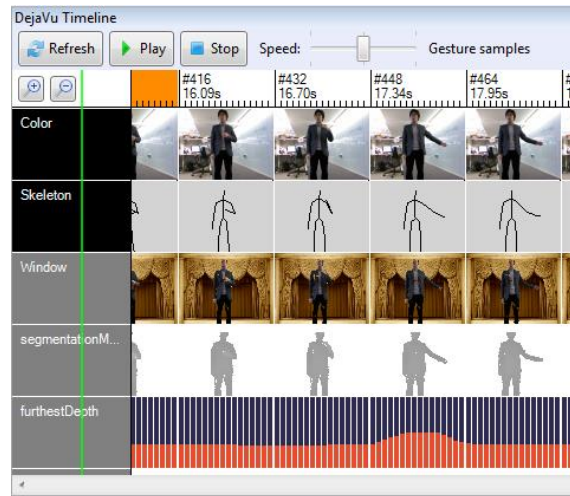 DejaVu Timeline
Refresh Play Stop Speed: Gesture samples
#416 #432 #448 #464 #
16.09s 16.70s 17.34s 17.95s
Color
Skeleton
Window
segmentationM...
furthestDepth